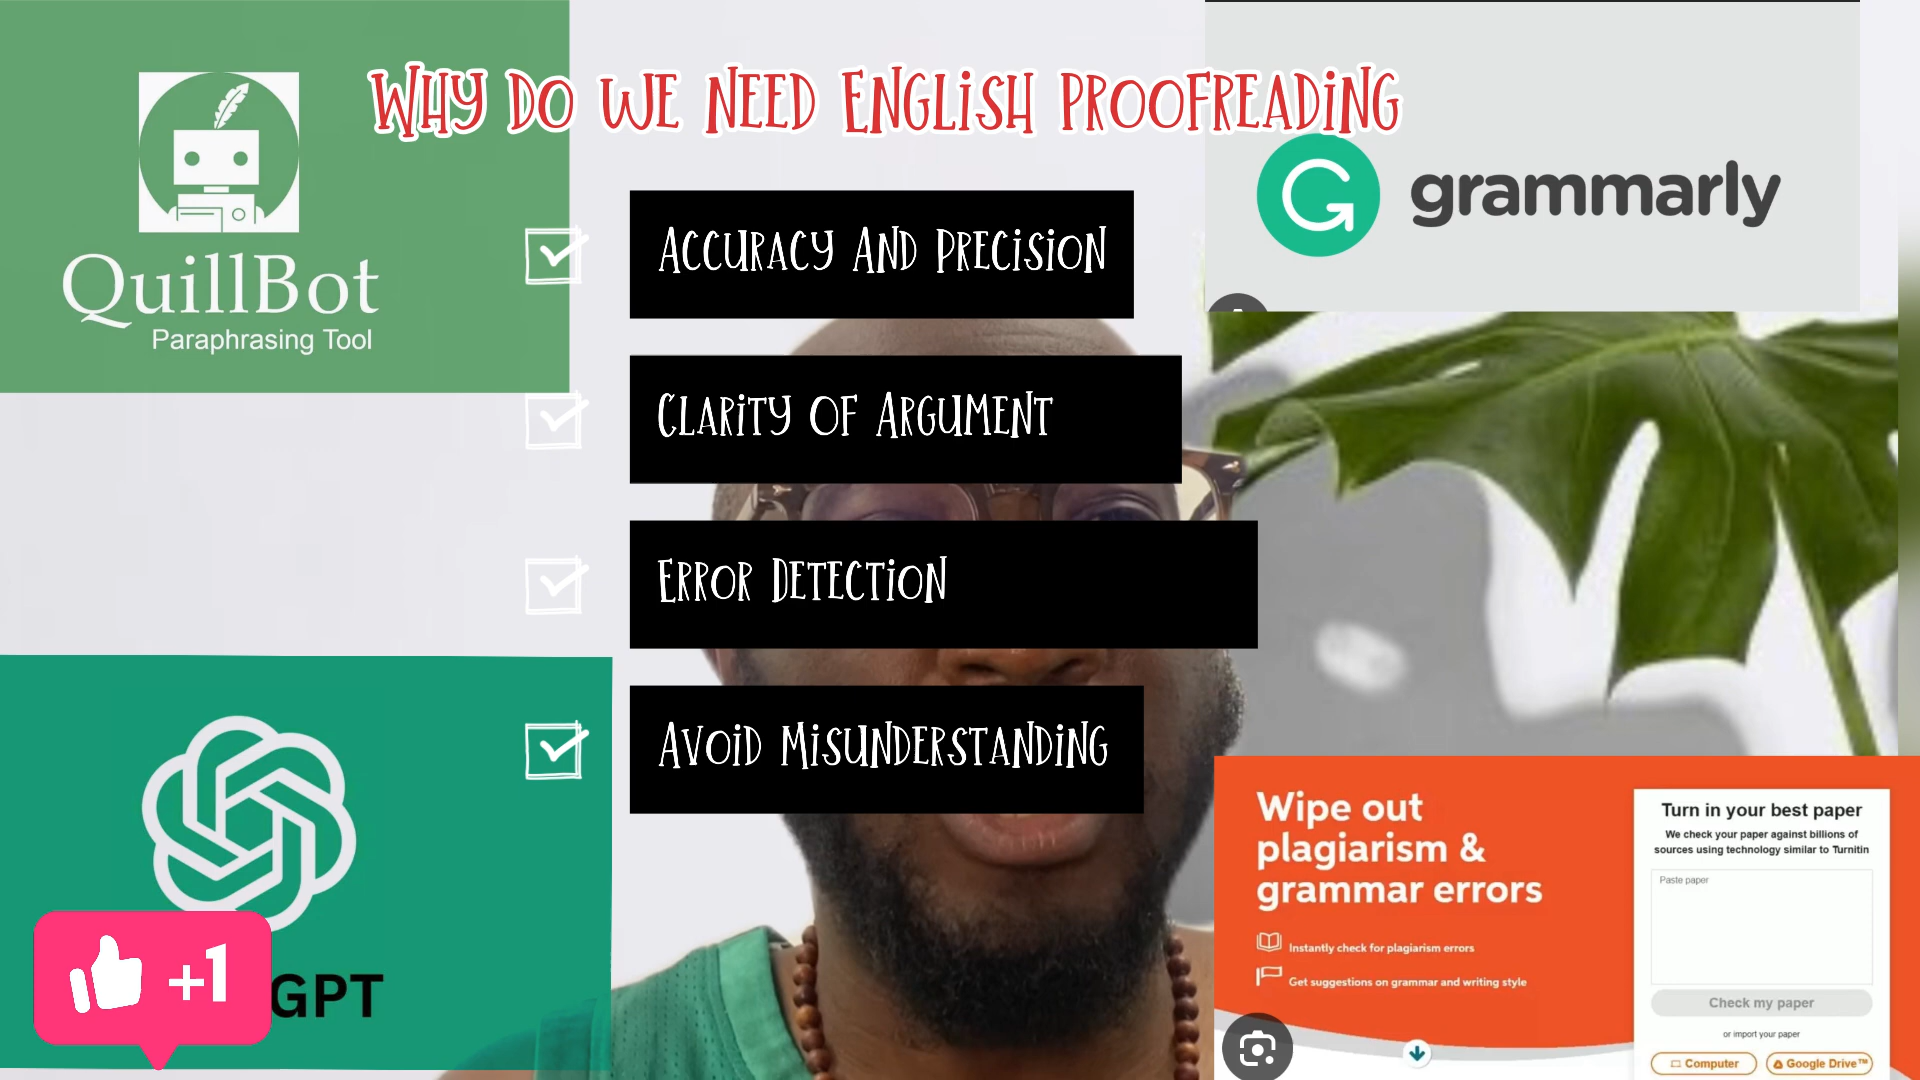 WHY DO WE NEED ENGLISH PROOFREADING
QuillBot
Paraphrasing Tool
grammarly
ACCURACY AND PRECISION
CLARITY OF ARGUMENT
ERROR DETECTION
AVOID MISUNDERSTANDING
GPT
+1
Wipe out
plagiarism &
grammar errors
Instantly check for plagiarism errors
Get suggestions on grammar and writing style
Turn in your best paper
We check your paper against billions of
sources using technology similar to Turnitin
Paste paper
Check my paper
or import your paper
Computer
Google Drive™